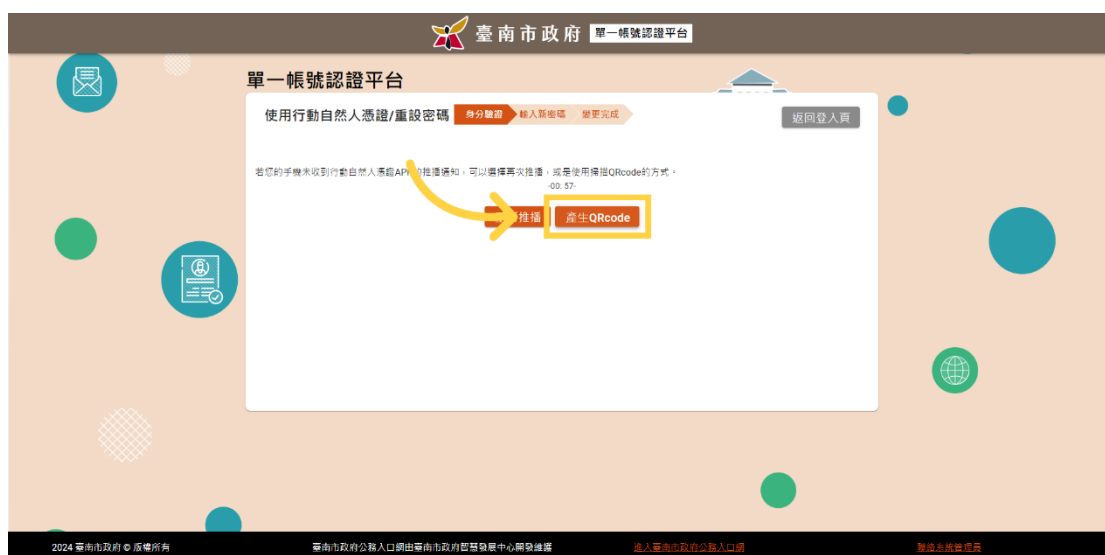 臺南市政府 單一帳號認證平台
單一帳號認證平台
使用行動自然人憑證/重設密碼 身分驗證 輸入新密碼 變更完成 返回登入頁
若您的手機未收到行動自然人憑證AP 的推播通知，可以選擇再次推播，或是使用掃描QRcode的方式。
-00: 57-
推播 產生QRcode
2024 臺南市政府 © 版權所有 臺南市政府公務入口網由臺南市政府智慧發展中心開發維護 進入臺南市政府公務入口網 聯絡系統管理員